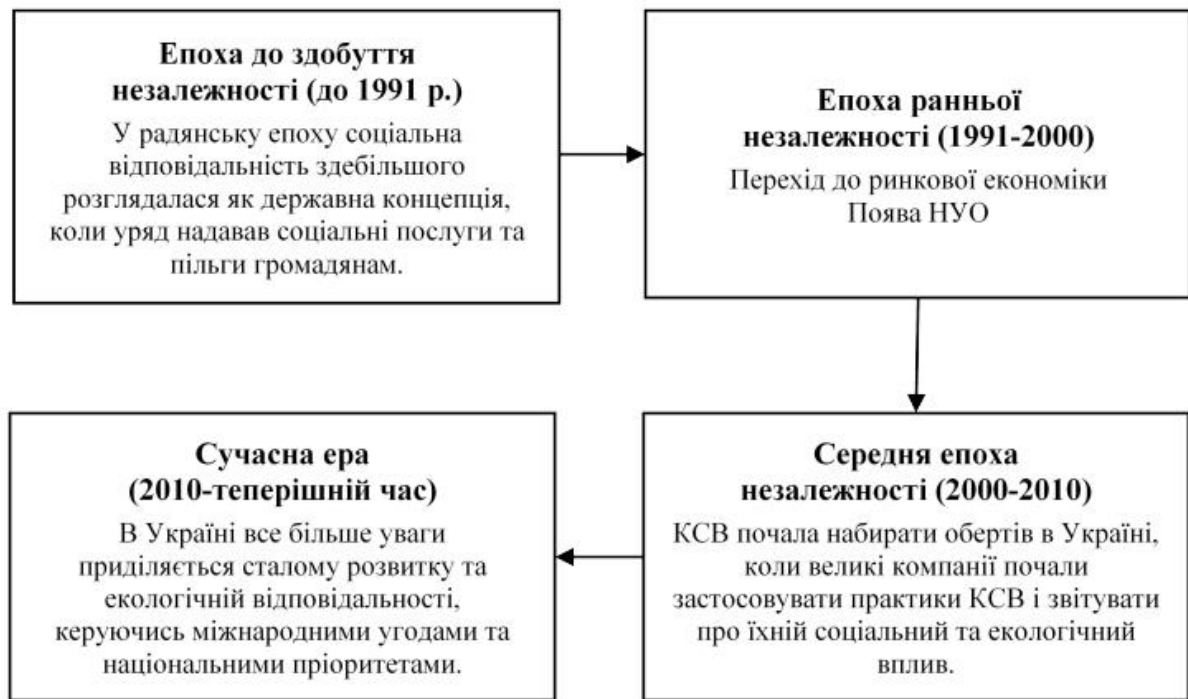 Епоха до здобуття
незалежності (до 1991 р.)
У радянську епоху соціальна
відповідальність здебільшого
розглядалася як державна концепція,
коли уряд надавав соціальні послуги та
пільги громадянам.
Епоха ранньої
незалежності (1991-2000)
Перехід до ринкової економіки
Поява НУО
Середня епоха
незалежності (2000-2010)
КСВ почала набирати обертів в Україні,
коли великі компанії почали
застосовувати практики КСВ і звітувати
про їхній соціальний та екологічний
вплив.
Сучасна ера
(2010-теперішній час)
В Україні все більше уваги
приділяється сталому розвитку та
екологічній відповідальності,
керуючись міжнародними угодами та
національними пріоритетами.